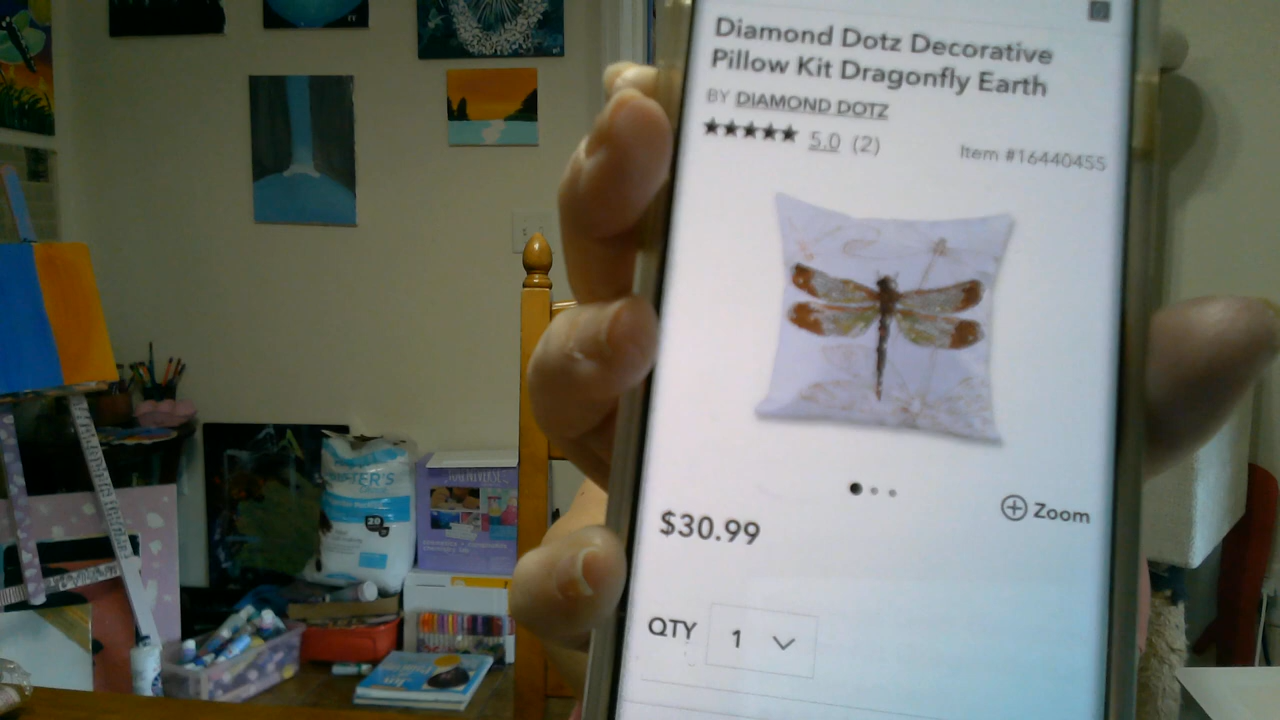 Diamond Dotz Decorative
Pillow Kit Dragonfly Earth
BY DIAMOND DOTZ
★★★★★ 5.0 (2)
Item #16440455
Zoom
$30.99
QTY 1
20